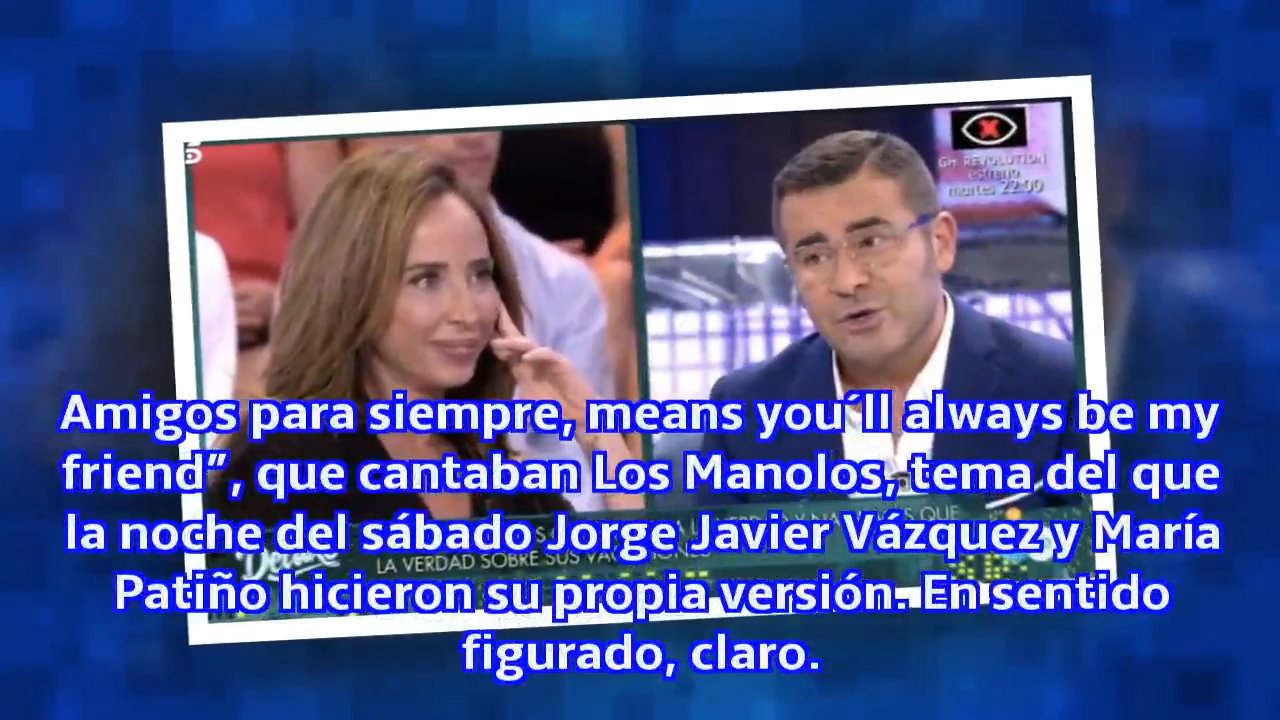 5
GH REVOLUTION
estreno
martes 22:00
Amigos para siempre, means you´ll always be my
friend”, que cantaban Los Manolos, tema del que
la noche del sábado Jorge Javier Vázquez y María
Patiño hicieron su propia versión. En sentido
figurado, claro.
QUE
LA VERDAD SOBRE SUS VACACIONES